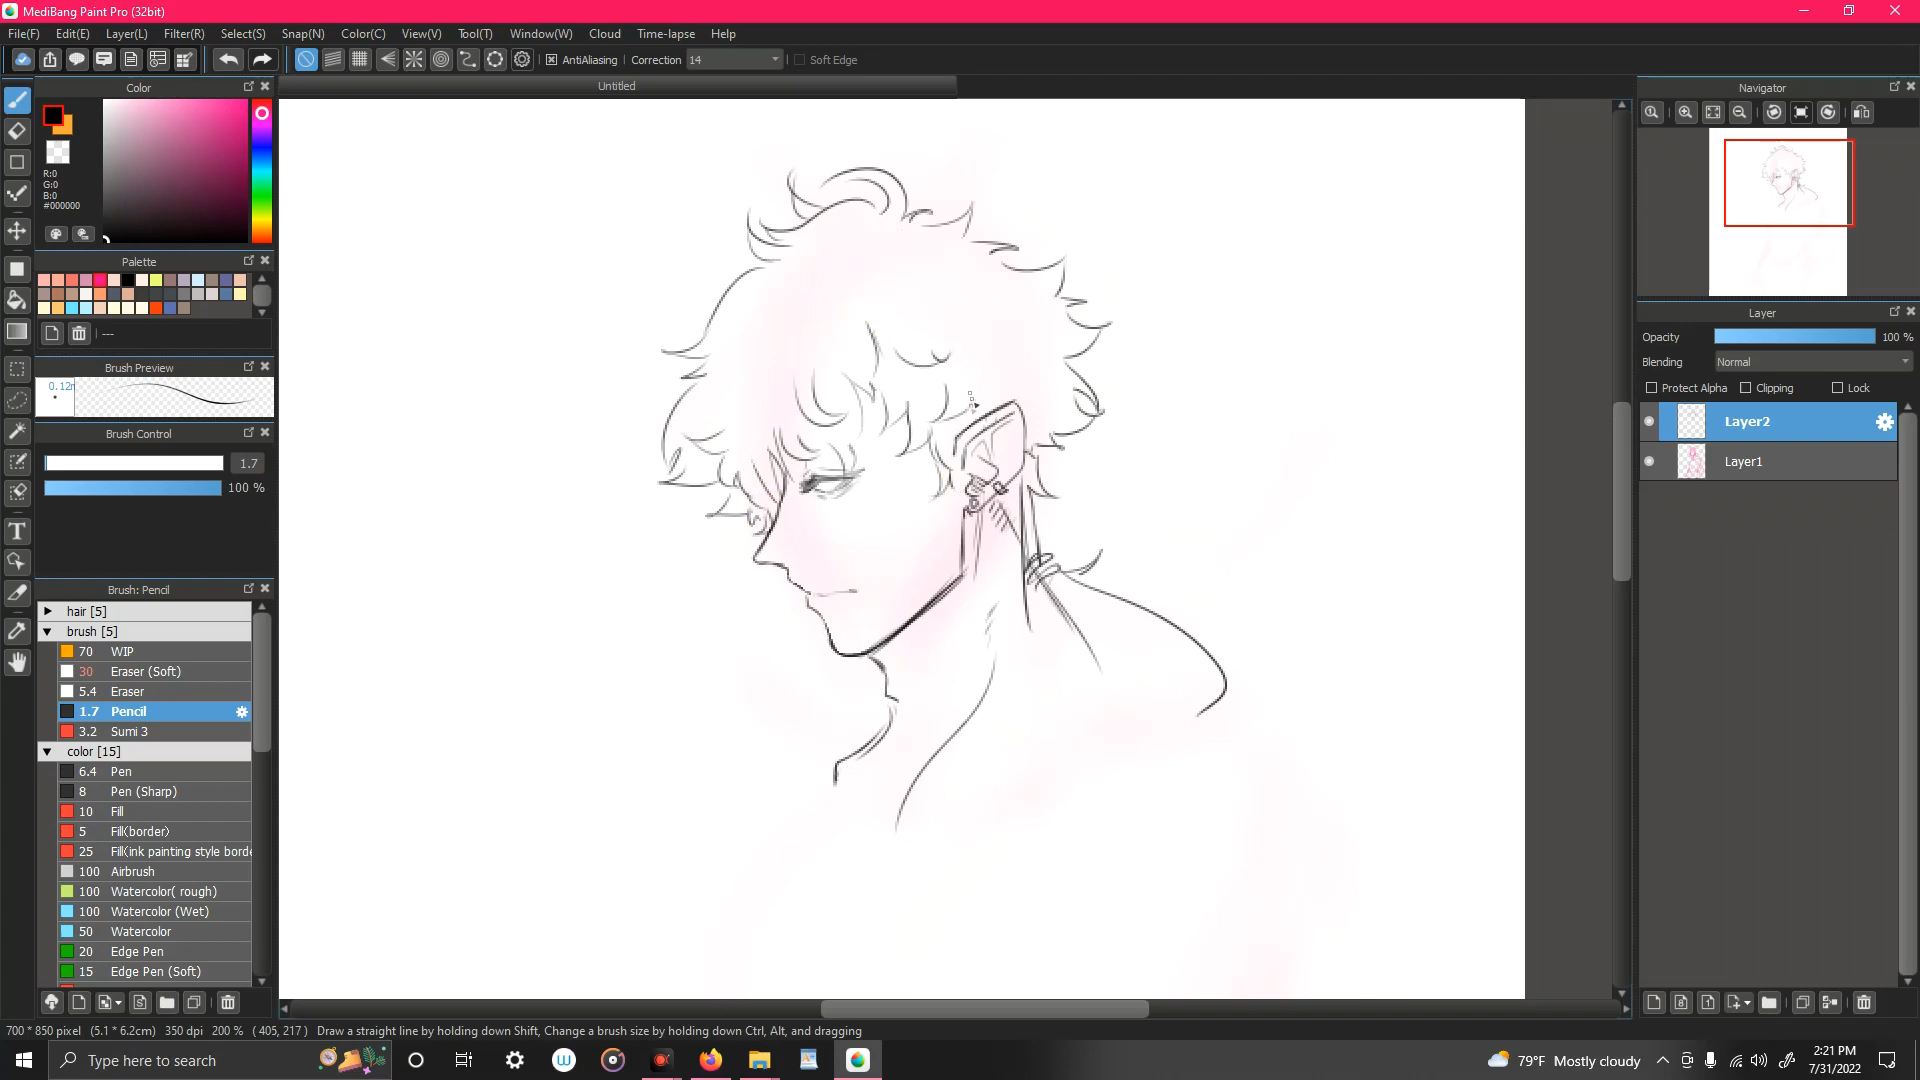 MediBang Paint Pro (32bit)
File(F) Edit(E) Layer(L) Filter(R) Select(S) Snap(N) Color(C) View(V) Tool(T) Window(W) Cloud Time-lapse Help
AntiAliasing Correction 14 Soft Edge
Color
Untitled
Navigator
R:0
G:0
B:0
#000000
Palette
---
Brush Preview
0.12
Brush Control
1.7
100 %
Brush: Pencil
hair [5]
brush [5]
70 WIP
30 Eraser (Soft)
5.4 Eraser
1.7 Pencil
3.2 Sumi 3
color [15]
6.4 Pen
8 Pen (Sharp)
10 Fill
5 Fill(border)
25 Fill(ink painting style borde
100 Airbrush
100 Watercolor( rough)
100 Watercolor (Wet)
50 Watercolor
20 Edge Pen
15 Edge Pen (Soft)
Layer
Opacity 100 %
Blending Normal
Protect Alpha Clipping Lock
Layer2
Layer1
700 * 850 pixel (5.1 * 6.2cm) 350 dpi 200 % ( 405, 217 ) Draw a straight line by holding down Shift, Change a brush size by holding down Ctrl, Alt, and dragging
Type here to search
79°F Mostly cloudy
2:21 PM
7/31/2022